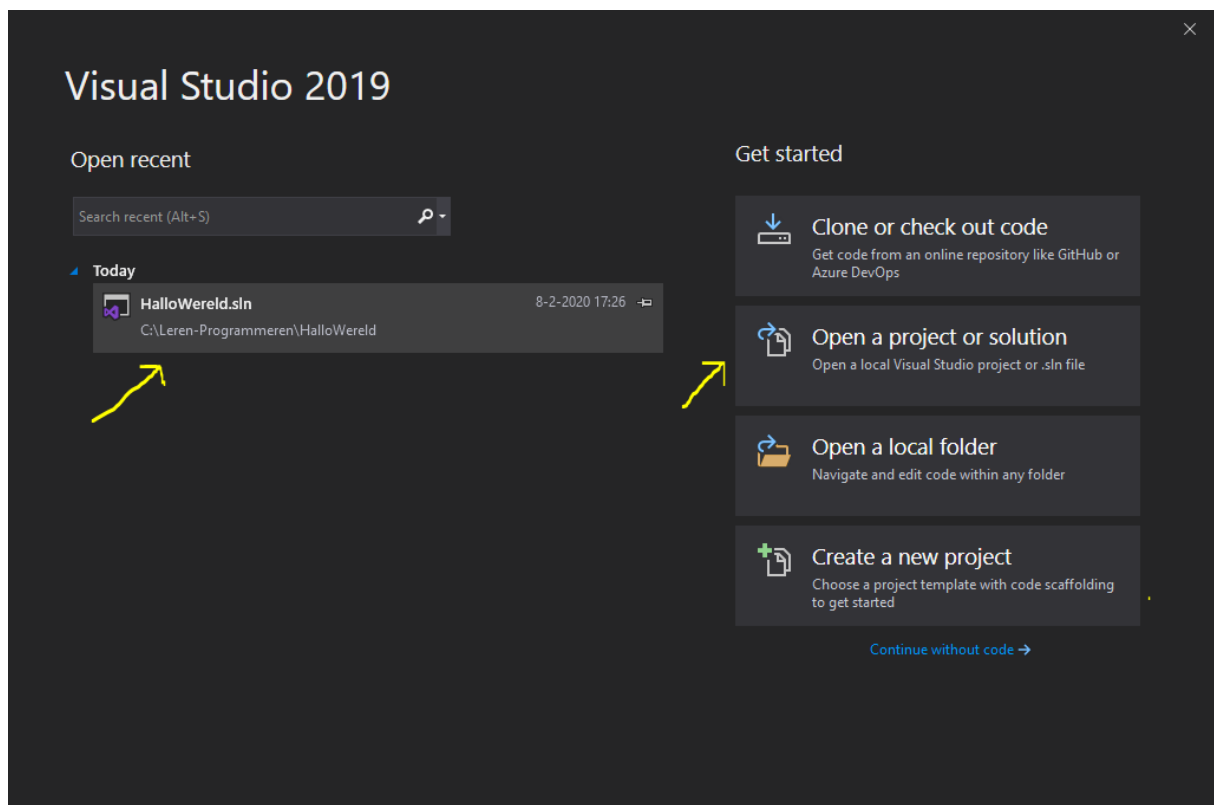 Visual Studio 2019
Open recent
Search recent (Alt+S)
Today
HalloWereld.sln
8-2-2020 17:26
C:\Leren-Programmeren\HalloWereld
Get started
Clone or check out code
Get code from an online repository like GitHub or
Azure DevOps
Open a project or solution
Open a local Visual Studio project or .sln file
Open a local folder
Navigate and edit code within any folder
Create a new project
Choose a project template with code scaffolding
to get started
Continue without code →